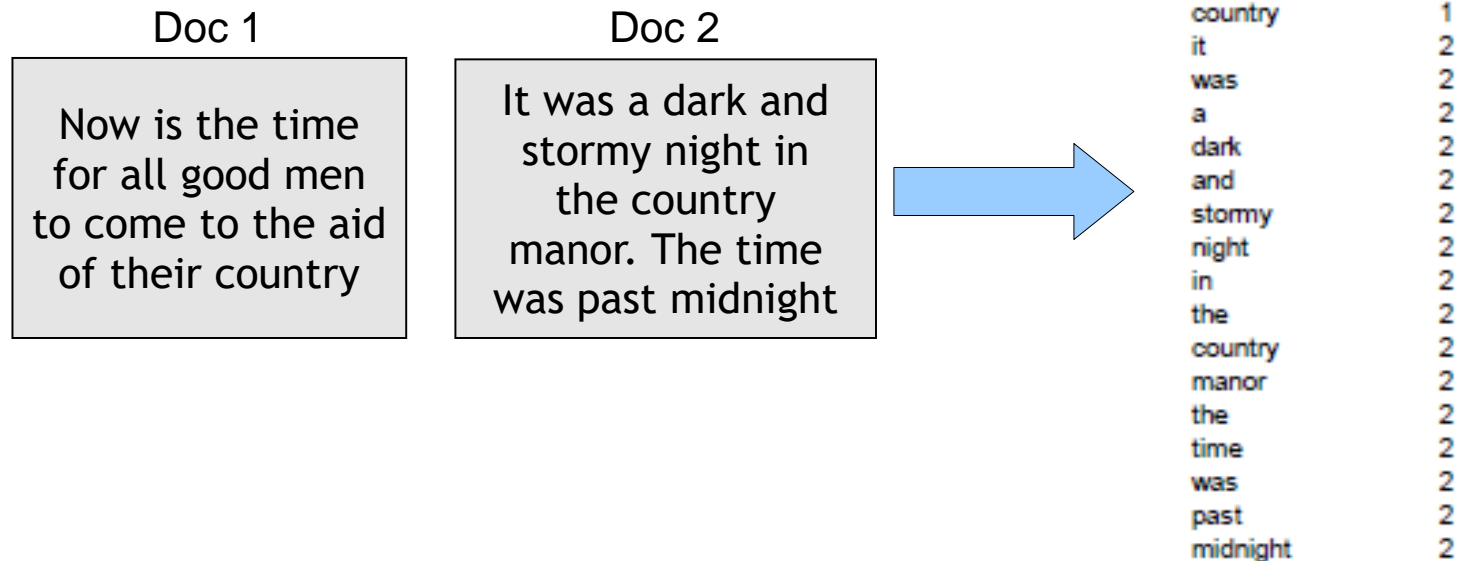 Doc 1
Now is the time
for all good men
to come to the aid
of their country
Doc 2
It was a dark and
stormy night in
the country
manor. The time
was past midnight
country 1
it 2
was 2
a 2
dark 2
and 2
stormy 2
night 2
in 2
the 2
country 2
manor 2
the 2
time 2
was 2
past 2
midnight 2